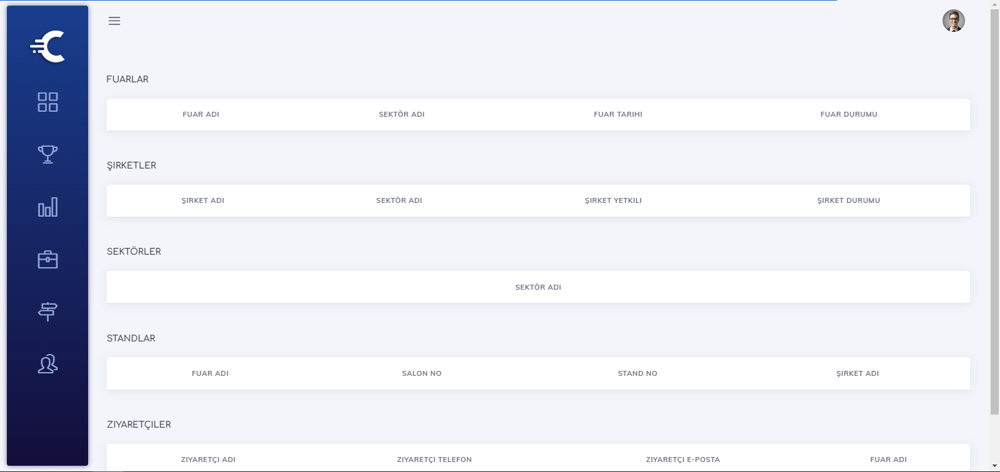 FUARLAR
FUAR ADI SEKTÖR ADI FUAR TARIHI FUAR DURUMU
ŞIRKETLER
ŞIRKET ADI SEKTÖR ADI ŞIRKET YETKILI ŞIRKET DURUMU
SEKTÖRLER
SEKTÖR ADI
STANDLAR
FUAR ADI SALON NO STAND NO ŞIRKET ADI
ZIYARETÇILER
ZIYARETÇI ADI ZIYARETÇI TELEFON ZIYARETÇI E-POSTA FUAR ADI